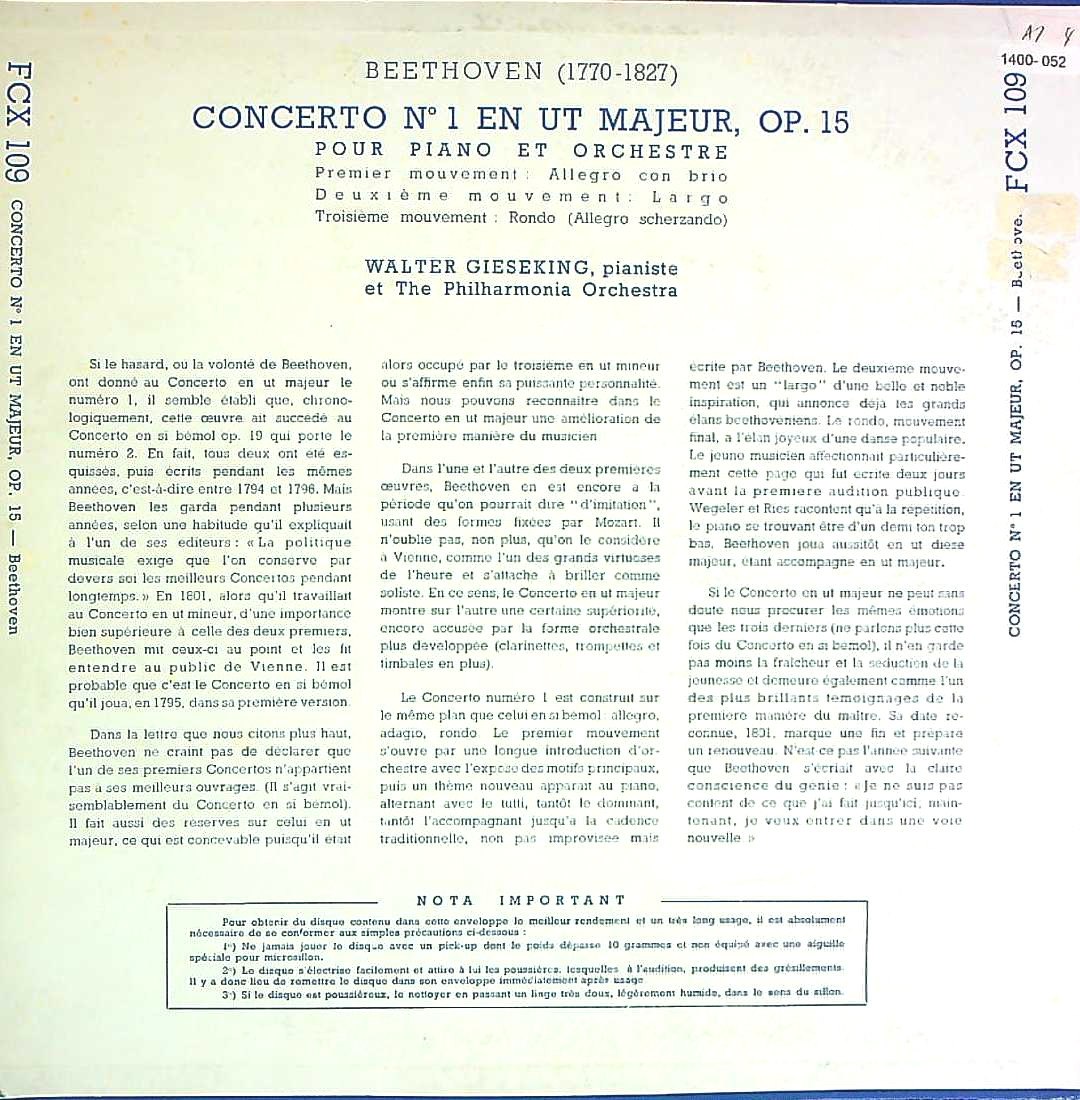 A7 4
1400-052
FCX 109 CONCERTO N° 1 EN UT MAJEUR, OP. 15 — Beethoven
BEETHOVEN (1770-1827)
CONCERTO N° 1 EN UT MAJEUR, OP. 15
POUR PIANO ET ORCHESTRE
Premier mouvement : Allegro con brio
Deuxième mouvement : Largo
Troisième mouvement : Rondo (Allegro scherzando)
WALTER GIESEKING, pianiste
et The Philharmonia Orchestra
Si le hasard, ou la volonté de Beethoven,
ont donné au Concerto en ut majeur le
numéro 1, il semble établi que, chrono-
logiquement, cette œuvre ait succédé au
Concerto en si bémol op. 19 qui porte le
numéro 2. En fait, tous deux ont été es-
quissés, puis écrits pendant les mêmes
années, c'est-à-dire entre 1794 et 1796. Mais
Beethoven les garda pendant plusieurs
années, selon une habitude qu'il expliquait
à l'un de ses editeurs : « La politique
musicale exige que l'on conserve par
devers soi les meilleurs Concertos pendant
longtemps. » En 1801, alors qu'il travaillait
au Concerto en ut mineur, d'une importance
bien supérieure à celle des deux premiers,
Beethoven mit ceux-ci au point et les fit
entendre au public de Vienne. Il est
probable que c'est le Concerto en si bémol
qu'il joua, en 1795, dans sa première version.
Dans la lettre que nous citons plus haut,
Beethoven ne craint pas de déclarer que
l'un de ses premiers Concertos n'appartient
pas à ses meilleurs ouvrages. (Il s'agit vrai-
semblablement du Concerto en si bémol).
Il fait aussi des réserves sur celui en ut
majeur, ce qui est concevable puisqu'il était
alors occupé par le troisième en ut mineur
ou s'affirme enfin sa puissante personnalité.
Mais nous pouvons reconnaitre dans le
Concerto en ut majeur une amélioration de
la première manière du musicien
Dans l'une et l'autre des deux premières
œuvres, Beethoven en est encore a la
période qu'on pourrait dire "d'imitation",
usant des formes fixées par Mozart. Il
n'oublie pas, non plus, qu'on le considère
à Vienne, comme l'un des grands virtuoses
de l'heure et s'attache à briller comme
soliste. En ce sens, le Concerto en ut majeur
montre sur l'autre une certaine supériorité,
encore accusée par la forme orchestrale
plus developpée (clarinettes, trompettes et
timbales en plus).
Le Concerto numéro 1 est construit sur
le même plan que celui en si bemol : allegro,
adagio, rondo Le premier mouvement
s'ouvre par une longue introduction d'or-
chestre avec l'expose des motifs principaux,
puis un thème nouveau apparait au piano,
alternant avec le tutti, tantôt le dominant,
tantôt l'accompagnant jusqu'a la cadence
traditionnelle, non pas improvisee mais
ecrite par Beethoven. Le deuxieme mouve-
ment est un "largo" d'une belle et noble
inspiration, qui annonce deja les grands
élans beethoveniens. Le rondo, mouvement
final, a l'élan joyeux d'une danse populaire.
Le jeune musicien affectionnait particulière-
ment cette page qui fut ecrite deux jours
avant la premiere audition publique.
Wegeler et Ries racontent qu'à la repetition,
le piano se trouvant être d'un demi ton trop
bas, Beethoven joua aussitôt en ut diese
majeur, étant accompagne en ut majeur.
Si le Concerto en ut majeur ne peut sans
doute nous procurer les mêmes émotions
que les trois derniers (ne parlons plus cette
fois du Concerto en si bemol), il n'en garde
pas moins la fraîcheur et la seduction de la
jeunesse et demeure également comme l'un
des plus brillants temoignages de la
premiere manière du maître. Sa date re-
connue, 1801, marque une fin et prépare
un renouveau. N'est-ce pas l'annee suivante
que Beethoven s'écriait avec la claire
conscience du genie : « Je ne suis pas
content de ce que j'ai fait jusqu'ici, main-
tenant, je veux entrer dans une voie
nouvelle »
NOTA IMPORTANT
Pour obtenir du disque contenu dans cette enveloppe le meilleur rendement et un très long usage, il est absolument
nécessaire de se conformer aux simples précautions ci-dessous :
1°) Ne jamais jouer le disque avec un pick-up dont le poids dépasse 10 grammes et non équipé avec une aiguille
spéciale pour microsillon.
2°) Le disque s'électrise facilement et attire à lui les poussières, lesquelles à l'audition, produisent des grésillements.
Il y a donc lieu de remettre le disque dans son enveloppe immédiatement après usage
3°) Si le disque est poussiéreux, le nettoyer en passant un linge très doux, légèrement humide, dans le sens du sillon.
CONCERTO N° 1 EN UT MAJEUR, OP. 15 — Beethove. FCX 109